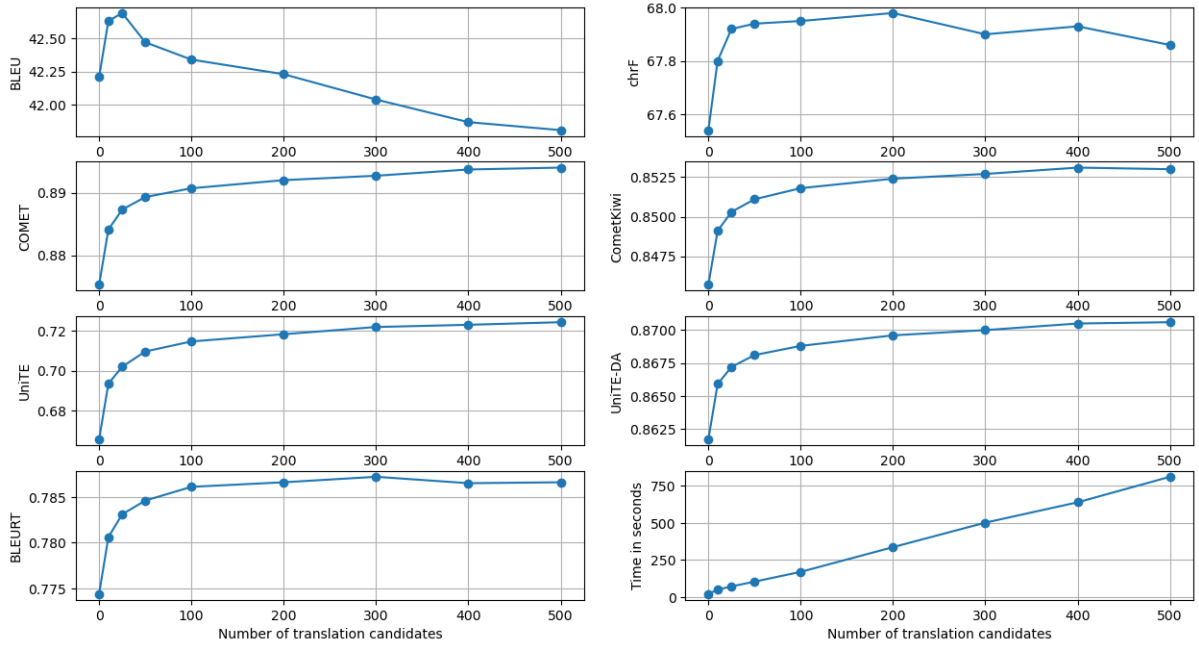 BLEU
42.50
42.25
42.00
0 100 200 300 400 500
chrF
68.0
67.8
67.6
0 100 200 300 400 500
COMET
0.89
0.88
0 100 200 300 400 500
CometKiwi
0.8525
0.8500
0.8475
0 100 200 300 400 500
UniTE
0.72
0.70
0.68
0 100 200 300 400 500
UniTE-DA
0.8700
0.8675
0.8650
0.8625
0 100 200 300 400 500
BLEURT
0.785
0.780
0.775
0 100 200 300 400 500
Number of translation candidates
Time in seconds
750
500
250
0
0 100 200 300 400 500
Number of translation candidates